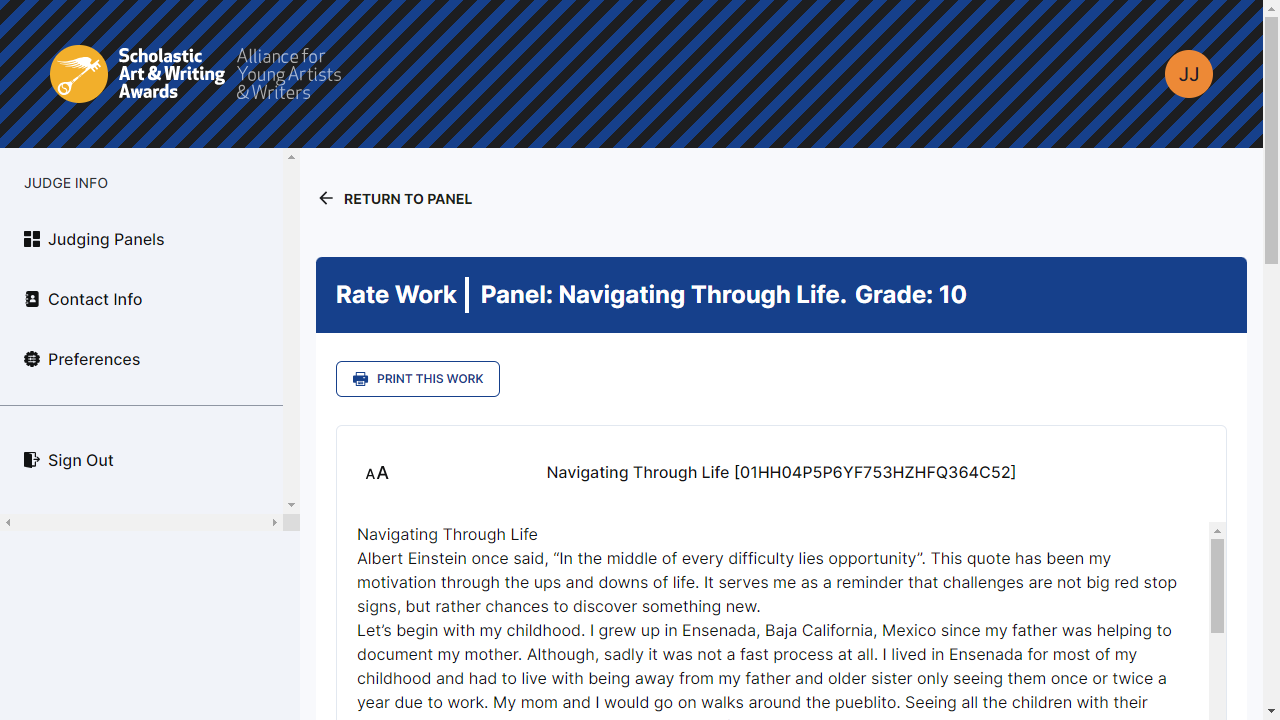 Scholastic
Art & Writing
Awards
Alliance for
Young Artists
& Writers
JJ
JUDGE INFO
Judging Panels
Contact Info
Preferences
Sign Out
RETURN TO PANEL
Rate Work | Panel: Navigating Through Life. Grade: 10
PRINT THIS WORK
AA
Navigating Through Life [01HH04P5P6YF753HZHFQ364C52]
Navigating Through Life
Albert Einstein once said, “In the middle of every difficulty lies opportunity”. This quote has been my
motivation through the ups and downs of life. It serves me as a reminder that challenges are not big red stop
signs, but rather chances to discover something new.
Let’s begin with my childhood. I grew up in Ensenada, Baja California, Mexico since my father was helping to
document my mother. Although, sadly it was not a fast process at all. I lived in Ensenada for most of my
childhood and had to live with being away from my father and older sister only seeing them once or twice a
year due to work. My mom and I would go on walks around the pueblito. Seeing all the children with their